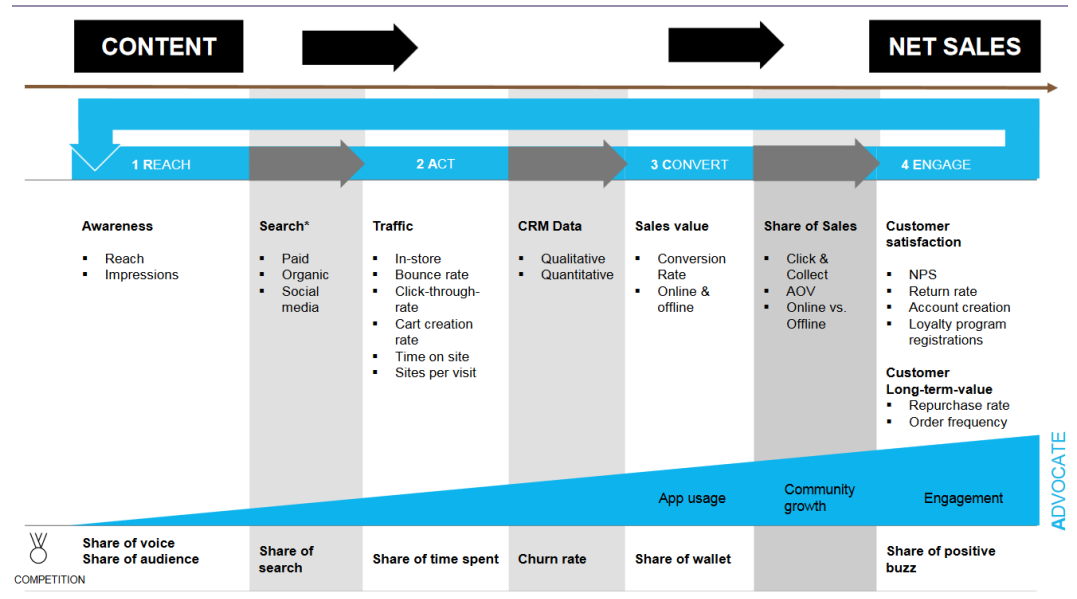 CONTENT
NET SALES
1 REACH
2 ACT
3 CONVERT
4 ENGAGE
Awareness
▪ Reach
▪ Impressions
Search*
▪ Paid
▪ Organic
▪ Social
media
Traffic
▪ In-store
▪ Bounce rate
▪ Click-through-
rate
▪ Cart creation
rate
▪ Time on site
▪ Sites per visit
CRM Data
▪ Qualitative
▪ Quantitative
Sales value
▪ Conversion
Rate
▪ Online &
offline
Share of Sales
▪ Click &
Collect
▪ AOV
▪ Online vs.
Offline
Customer
satisfaction
▪ NPS
▪ Return rate
▪ Account creation
▪ Loyalty program
registrations
Customer
Long-term-value
▪ Repurchase rate
▪ Order frequency
App usage
Community
growth
Engagement
ADVOCATE
COMPETITION
Share of voice
Share of audience
Share of
search
Share of time spent
Churn rate
Share of wallet
Share of positive
buzz